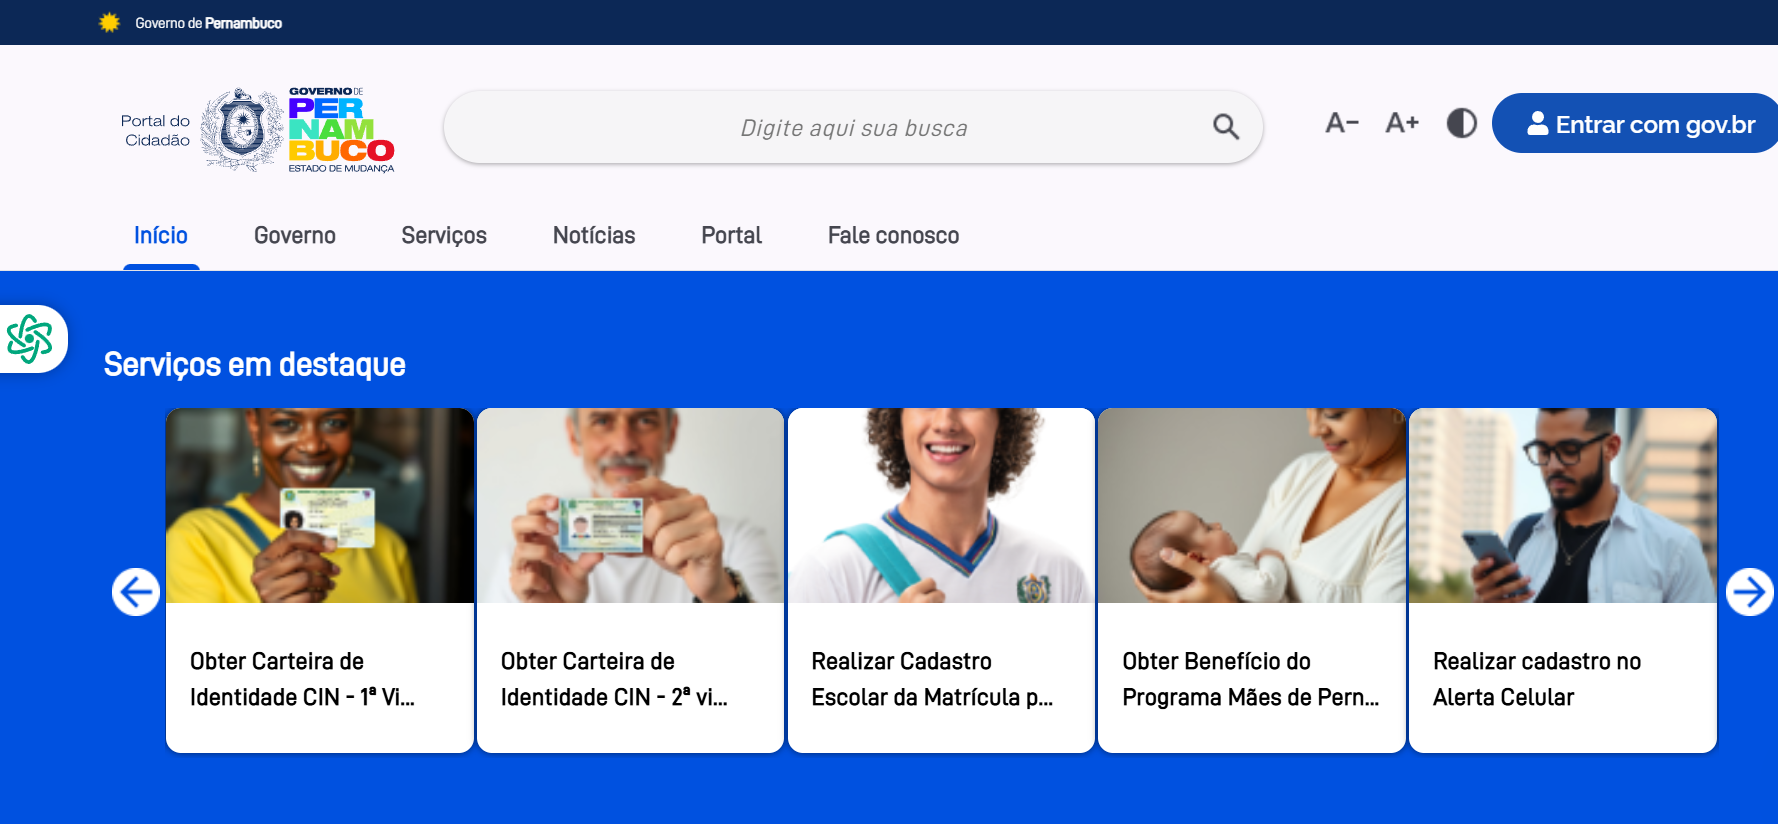 Governo de Pernambuco
Portal do
Cidadão
GOVERNO DE
PER
NAM
BUCO
ESTADO DE MUDANÇA
Digite aqui sua busca
A- A+
Entrar com gov.br
Início Governo Serviços Notícias Portal Fale conosco
Serviços em destaque
Obter Carteira de
Identidade CIN - 1ª Vi...
Obter Carteira de
Identidade CIN - 2ª vi...
Realizar Cadastro
Escolar da Matrícula p...
Obter Benefício do
Programa Mães de Pern...
Realizar cadastro no
Alerta Celular